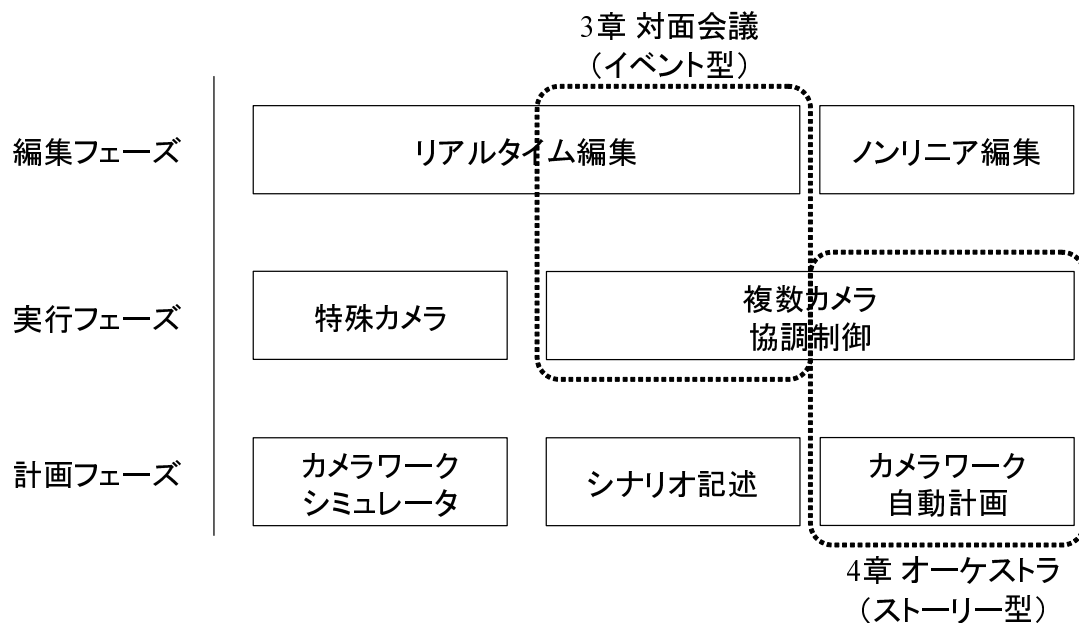 3章 対面会議
（イベント型）
編集フェーズ
リアルタイム編集
ノンリニア編集
実行フェーズ
特殊カメラ
複数カメラ
協調制御
計画フェーズ
カメラワーク
シミュレータ
シナリオ記述
カメラワーク
自動計画
4章 オーケストラ
（ストーリー型）